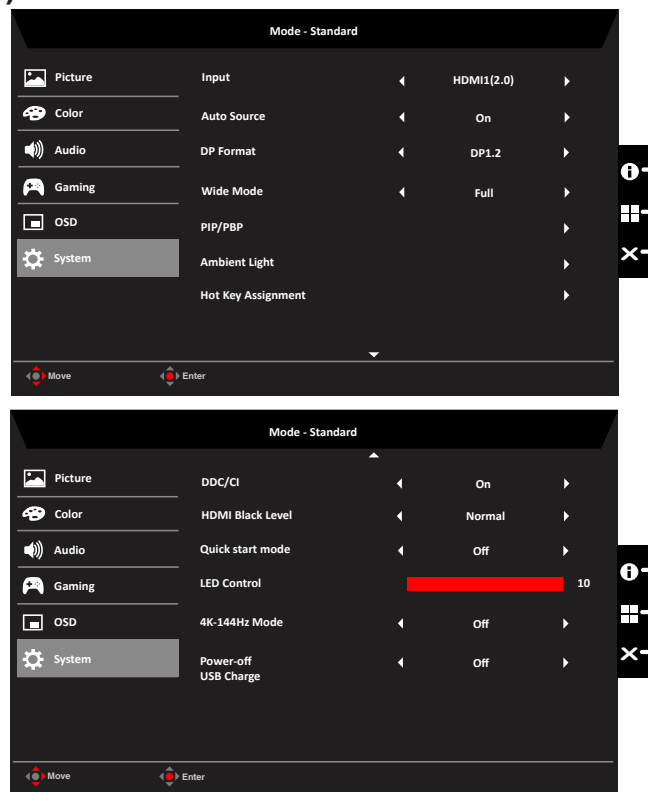 Mode - Standard
Picture
Input HDMI1(2.0)
Color
Auto Source On
Audio
DP Format DP1.2
Gaming
Wide Mode Full
OSD
PIP/PBP
System
Ambient Light
Hot Key Assignment
Move Enter
Mode - Standard
Picture
DDC/CI On
Color
HDMI Black Level Normal
Audio
Quick start mode Off
Gaming
LED Control 10
OSD
4K-144Hz Mode Off
System
Power-off Off
USB Charge
Move Enter